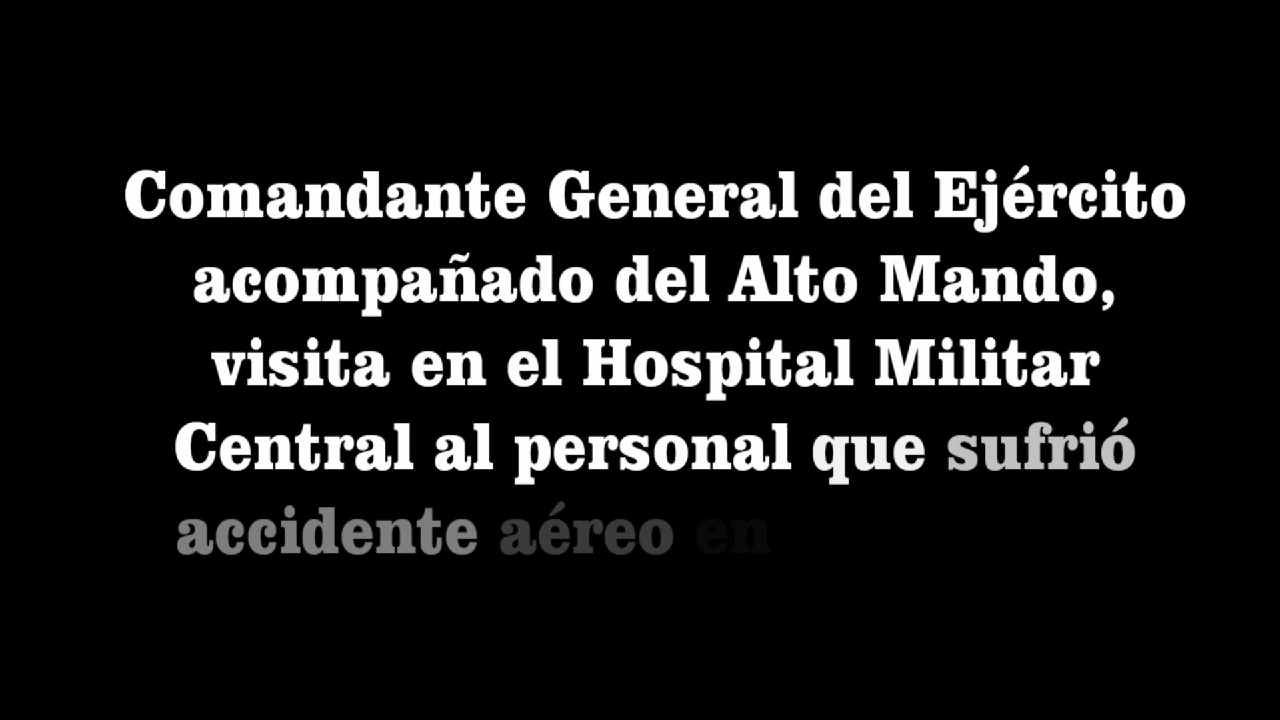 Comandante General del Ejército
acompañado del Alto Mando,
visita en el Hospital Militar
Central al personal que sufrió
accidente aéreo en